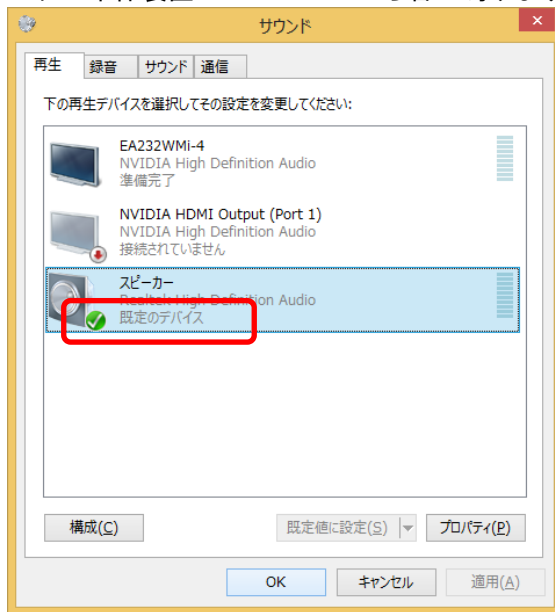 サウンド
再生 録音 サウンド 通信
下の再生デバイスを選択してその設定を変更してください:
EA232WMi-4
NVIDIA High Definition Audio
準備完了
NVIDIA HDMI Output (Port 1)
NVIDIA High Definition Audio
接続されていません
スピーカー
Realtek High Definition Audio
既定のデバイス
構成(C) 既定値に設定(S) プロパティ(P)
OK キャンセル 適用(A)